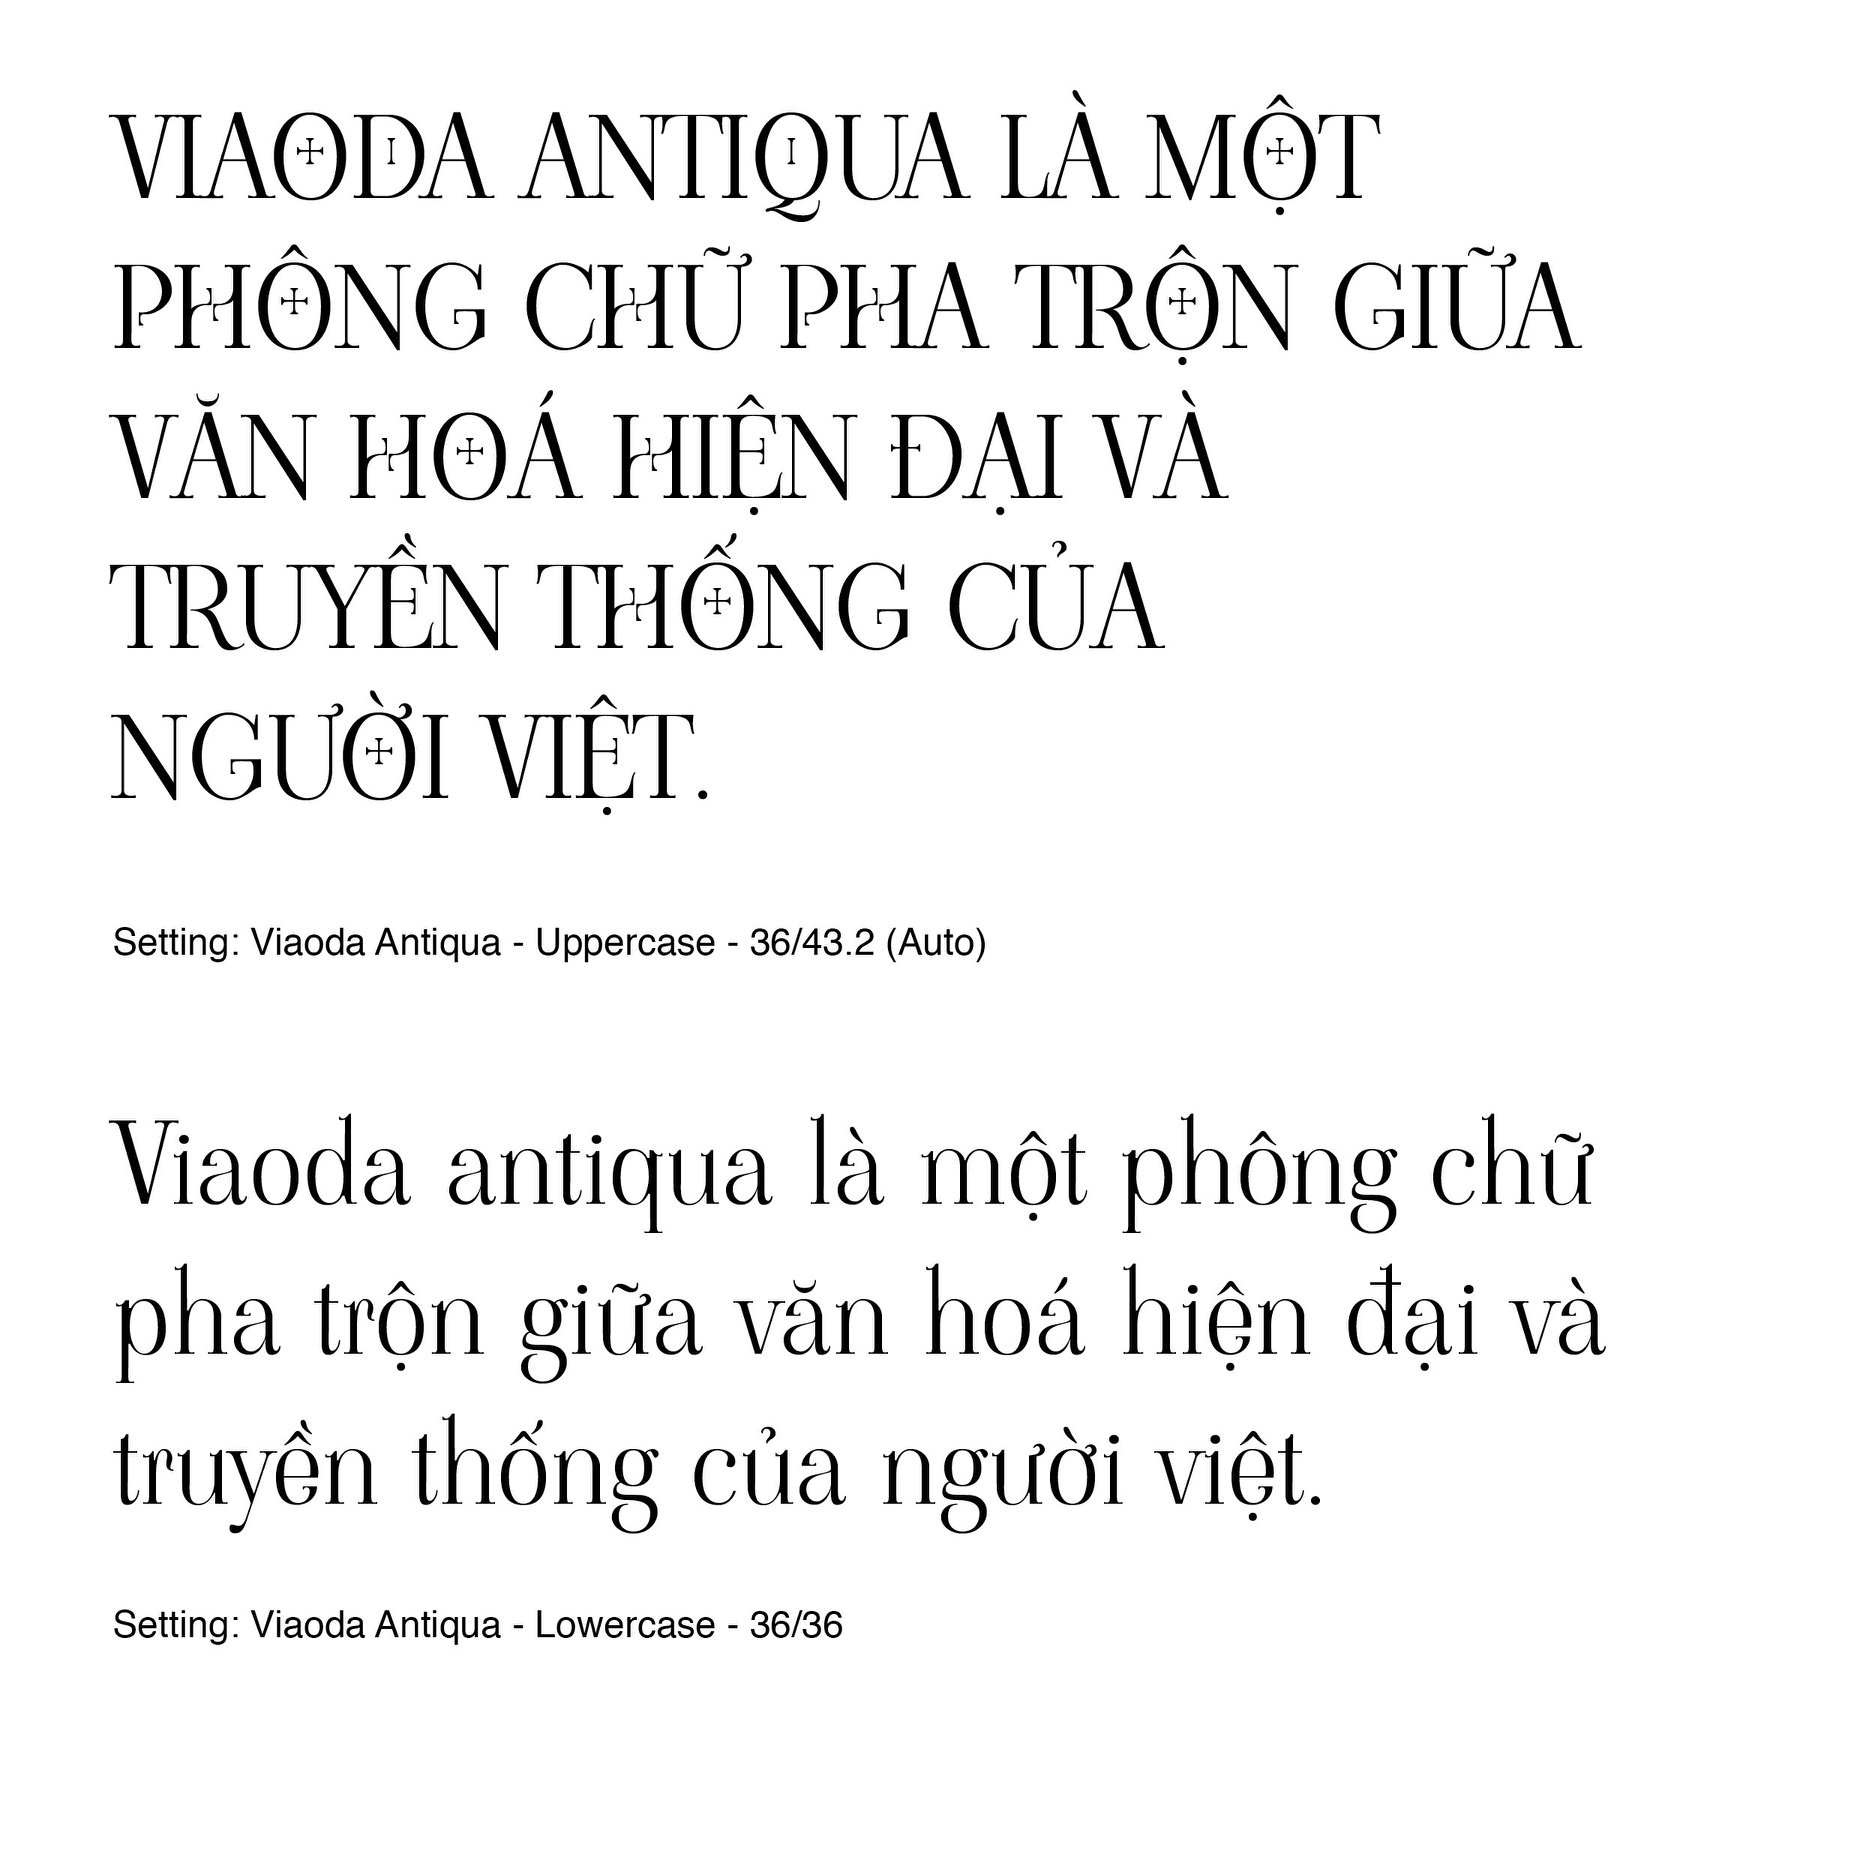 VIAODA ANTIQUA LÀ MỘT
PHÔNG CHỮ PHA TRỘN GIỮA
VĂN HOÁ HIỆN ĐẠI VÀ
TRUYỀN THỐNG CỦA
NGƯỜI VIỆT.
Setting: Viaoda Antiqua - Uppercase - 36/43.2 (Auto)
Viaoda antiqua là một phông chữ
pha trộn giữa văn hoá hiện đại và
truyền thống của người việt.
Setting: Viaoda Antiqua - Lowercase - 36/36